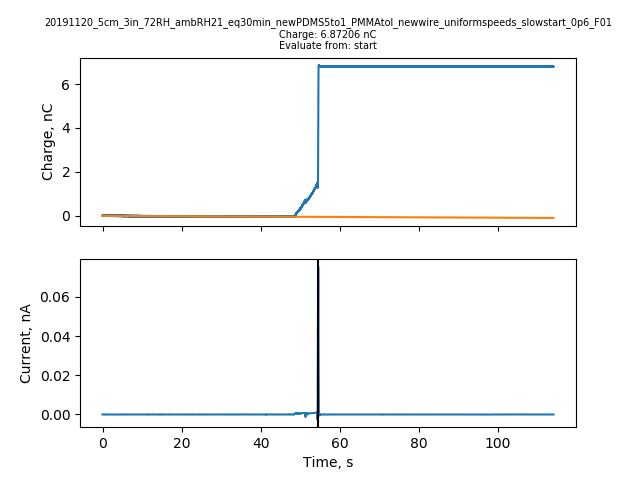 20191120_5cm_3in_72RH_ambRH21_eq30min_newPDMS5to1_PMMAtol_newwire_uniformspeeds_slowstart_0p6_F01
Charge: 6.87206 nC
Evaluate from: start
Charge, nC
6
4
2
0
Current, nA
0.06
0.04
0.02
0.00
0 20 40 60 80 100
Time, s